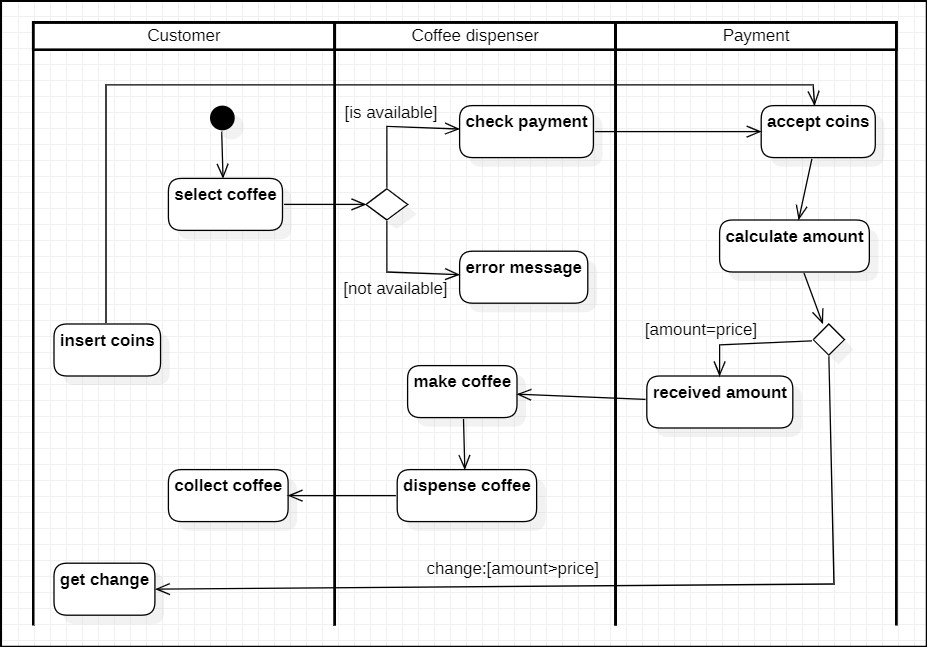 Customer
Coffee dispenser
Payment
[is available]
check payment
accept coins
select coffee
calculate amount
error message
[not available]
insert coins
[amount=price]
make coffee
received amount
collect coffee
dispense coffee
change:[amount>price]
get change